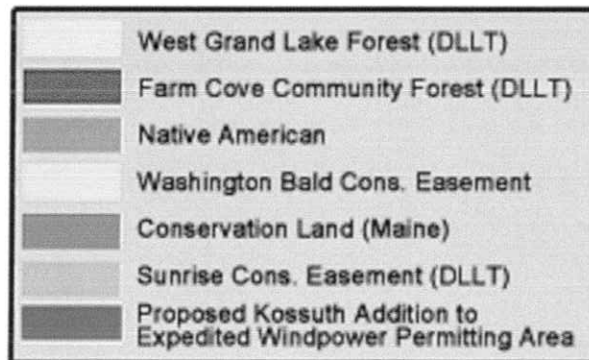 West Grand Lake Forest (DLLT)
Farm Cove Community Forest (DLLT)
Native American
Washington Bald Cons. Easement
Conservation Land (Maine)
Sunrise Cons. Easement (DLLT)
Proposed Kossuth Addition to
Expedited Windpower Permitting Area